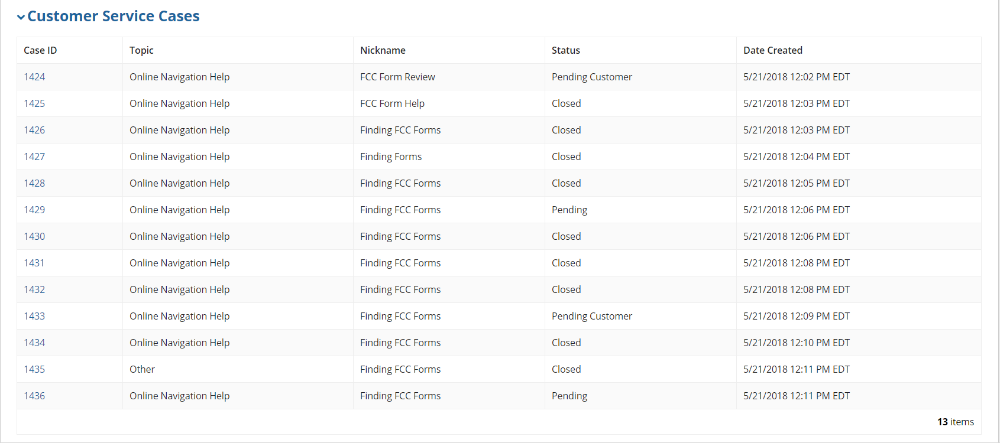 Customer Service Cases
Case ID Topic Nickname Status Date Created
1424 Online Navigation Help FCC Form Review Pending Customer 5/21/2018 12:02 PM EDT
1425 Online Navigation Help FCC Form Help Closed 5/21/2018 12:03 PM EDT
1426 Online Navigation Help Finding FCC Forms Closed 5/21/2018 12:03 PM EDT
1427 Online Navigation Help Finding Forms Closed 5/21/2018 12:04 PM EDT
1428 Online Navigation Help Finding FCC Forms Closed 5/21/2018 12:05 PM EDT
1429 Online Navigation Help Finding FCC Forms Pending 5/21/2018 12:06 PM EDT
1430 Online Navigation Help Finding FCC Forms Closed 5/21/2018 12:06 PM EDT
1431 Online Navigation Help Finding FCC Forms Closed 5/21/2018 12:08 PM EDT
1432 Online Navigation Help Finding FCC Forms Closed 5/21/2018 12:08 PM EDT
1433 Online Navigation Help Finding FCC Forms Pending Customer 5/21/2018 12:09 PM EDT
1434 Online Navigation Help Finding FCC Forms Closed 5/21/2018 12:10 PM EDT
1435 Other Finding FCC Forms Closed 5/21/2018 12:11 PM EDT
1436 Online Navigation Help Finding FCC Forms Pending 5/21/2018 12:11 PM EDT
13 items